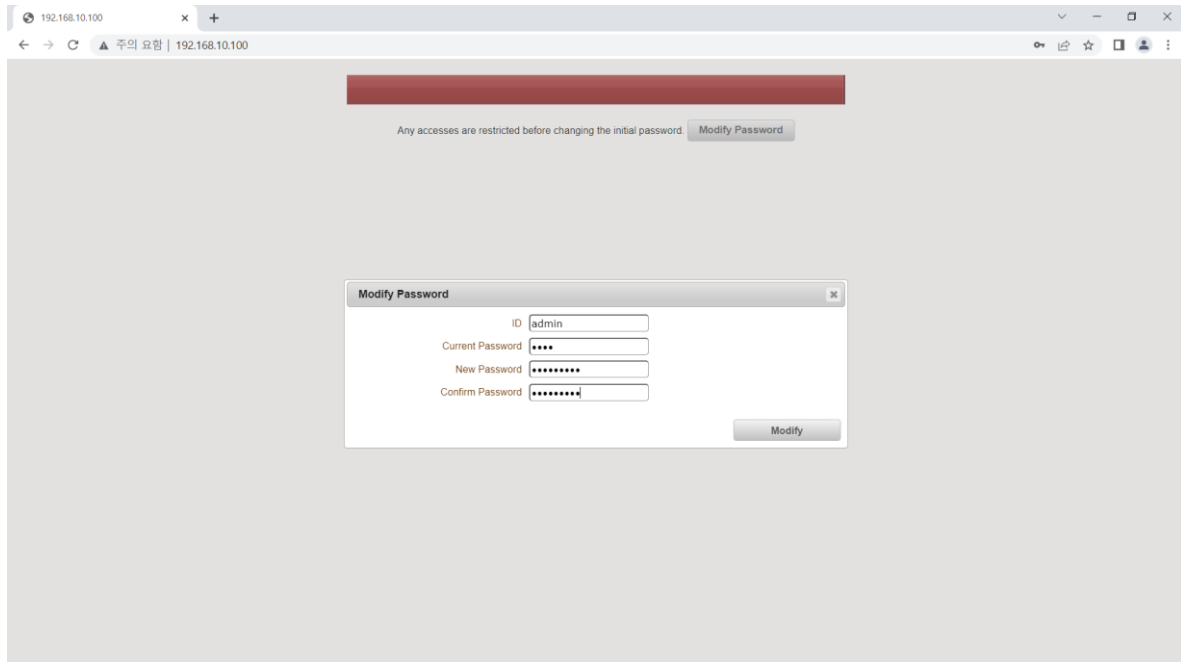 192.168.10.100
주의 요함 | 192.168.10.100
Any accesses are restricted before changing the initial password. Modify Password
Modify Password
ID admin
Current Password ••••
New Password •••••••••
Confirm Password •••••••••
Modify